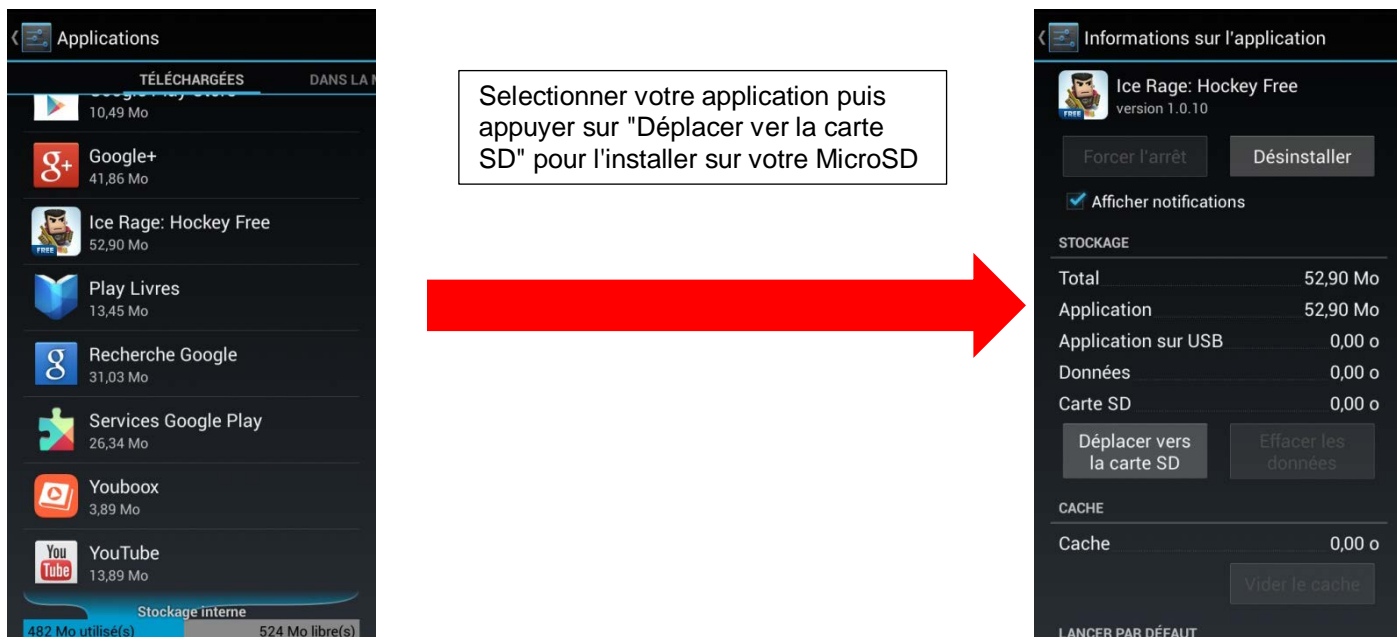 Applications
TÉLÉCHARGÉES DANS LA
10,49 Mo
Google+
41,86 Mo
Ice Rage: Hockey Free
FREE
52,90 Mo
Play Livres
13,45 Mo
Recherche Google
31,03 Mo
Services Google Play
26,34 Mo
Youboox
3,89 Mo
You
Tube
YouTube
13,89 Mo
Stockage interne
482 Mo utilisé(s) 524 Mo libre(s)
Selectionner votre application puis
appuyer sur "Déplacer ver la carte
SD" pour l'installer sur votre MicroSD
Informations sur l'application
Ice Rage: Hockey Free
FREE
version 1.0.10
Forcer l'arrêt Désinstaller
Afficher notifications
STOCKAGE
Total 52,90 Mo
Application 52,90 Mo
Application sur USB 0,00 o
Données 0,00 o
Carte SD 0,00 o
Déplacer vers
la carte SD
Effacer les
données
CACHE
Cache 0,00 o
Vider le cache
LANCER PAR DÉFAUT